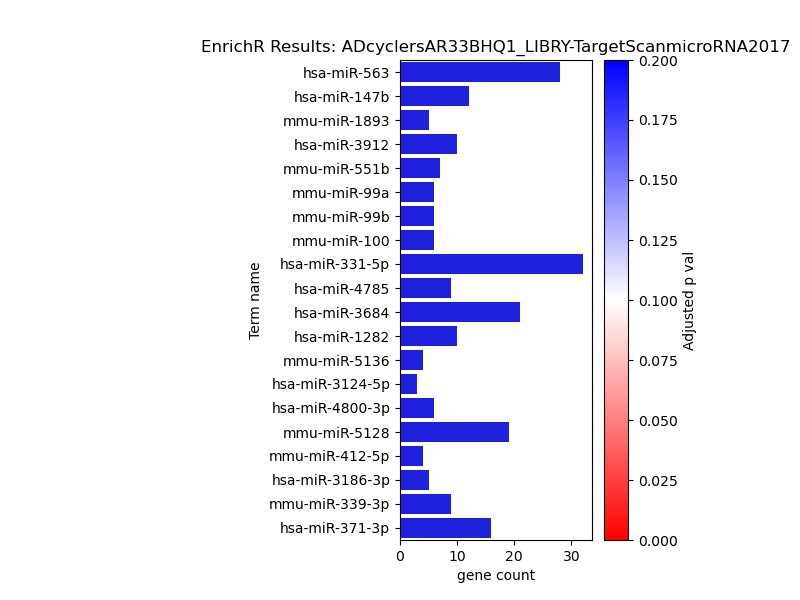 EnrichR Results: ADcyclersAR33BHQ1_LIBRY-TargetScanmicroRNA2017
hsa-miR-563
hsa-miR-147b
mmu-miR-1893
hsa-miR-3912
mmu-miR-551b
mmu-miR-99a
mmu-miR-99b
mmu-miR-100
hsa-miR-331-5p
hsa-miR-4785
hsa-miR-3684
hsa-miR-1282
mmu-miR-5136
hsa-miR-3124-5p
hsa-miR-4800-3p
mmu-miR-5128
mmu-miR-412-5p
hsa-miR-3186-3p
mmu-miR-339-3p
hsa-miR-371-3p
Term name
0 10 20 30
gene count
0.200
0.175
0.150
0.125
0.100
0.075
0.050
0.025
0.000
Adjusted p val